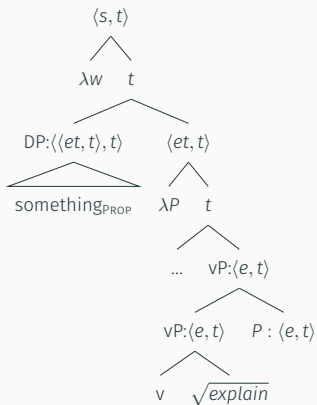 ⟨s, t⟩
λw t
DP:⟨⟨et, t⟩, t⟩ ⟨et, t⟩
something_PROP λP t
... vP:⟨e, t⟩
vP:⟨e, t⟩ P : ⟨e, t⟩
v √explain